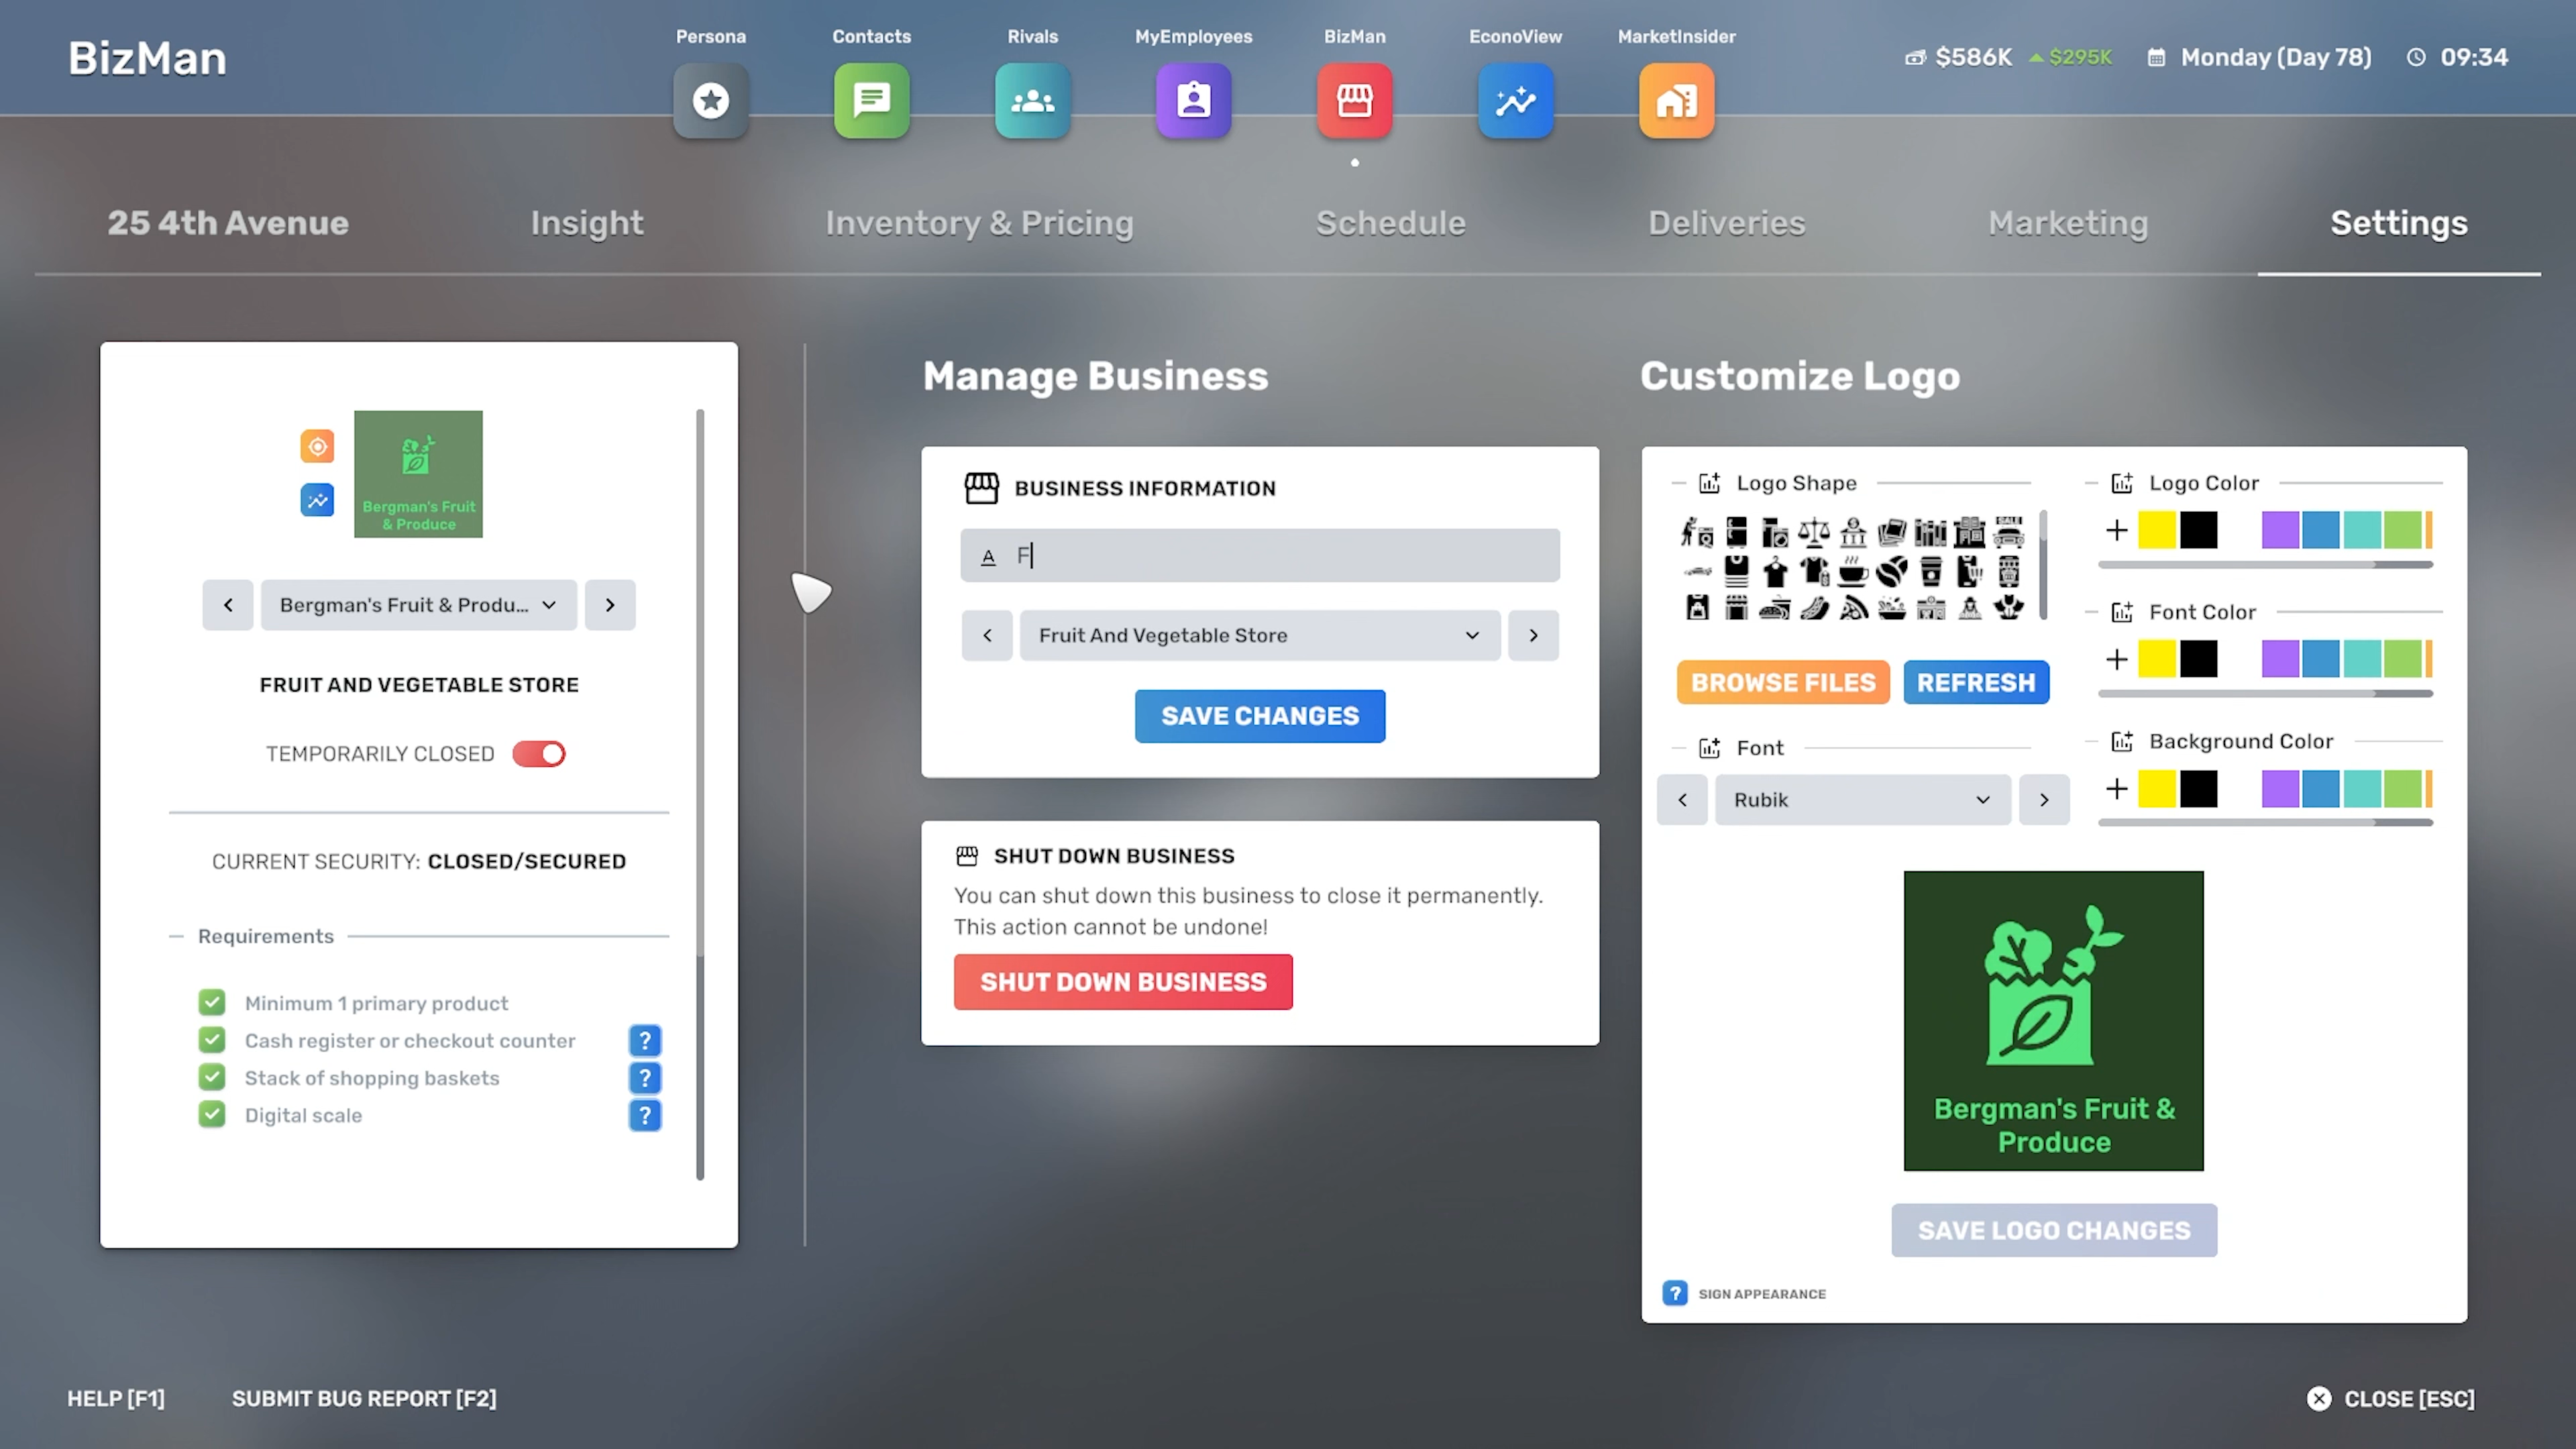 BizMan
Persona
Contacts
Rivals
MyEmployees
BizMan
EconoView
MarketInsider
$586K
$295K
Monday (Day 78)
09:34
25 4th Avenue
Insight
Inventory & Pricing
Schedule
Deliveries
Marketing
Settings
Bergman's Fruit
& Produce
Bergman's Fruit & Produ...
FRUIT AND VEGETABLE STORE
TEMPORARILY CLOSED
CURRENT SECURITY: CLOSED/SECURED
Requirements
Minimum 1 primary product
Cash register or checkout counter
?
Stack of shopping baskets
?
Digital scale
?
Manage Business
BUSINESS INFORMATION
A
F
Fruit And Vegetable Store
SAVE CHANGES
SHUT DOWN BUSINESS
You can shut down this business to close it permanently.
This action cannot be undone!
SHUT DOWN BUSINESS
Customize Logo
Logo Shape
SALE
BROWSE FILES
REFRESH
Font
Rubik
Logo Color
Font Color
Background Color
Bergman's Fruit &
Produce
SAVE LOGO CHANGES
? SIGN APPEARANCE
HELP [F1]
SUBMIT BUG REPORT [F2]
CLOSE [ESC]